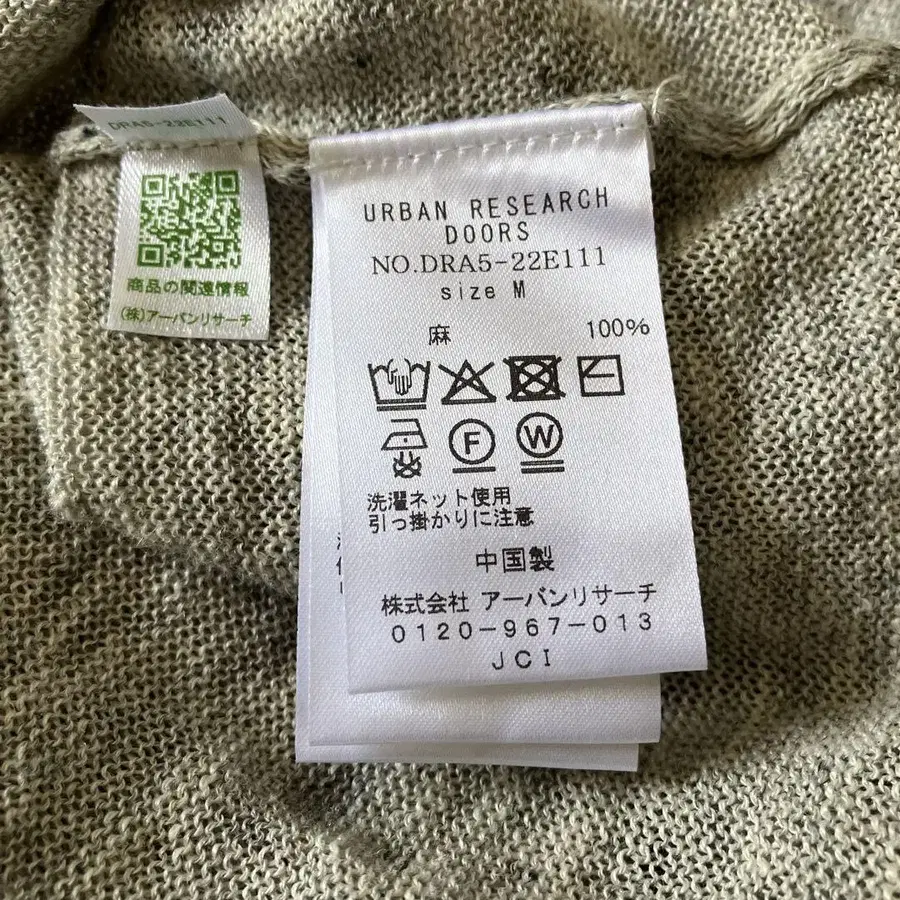 DRA5-22E111
商品の関連情報
(株)アーバンリサーチ
URBAN RESEARCH
DOORS
NO.DRA5-22E111
size M
麻 100%
F W
洗濯ネット使用
引っ掛かりに注意
中国製
株式会社 アーバンリサーチ
0120-967-013
JCI